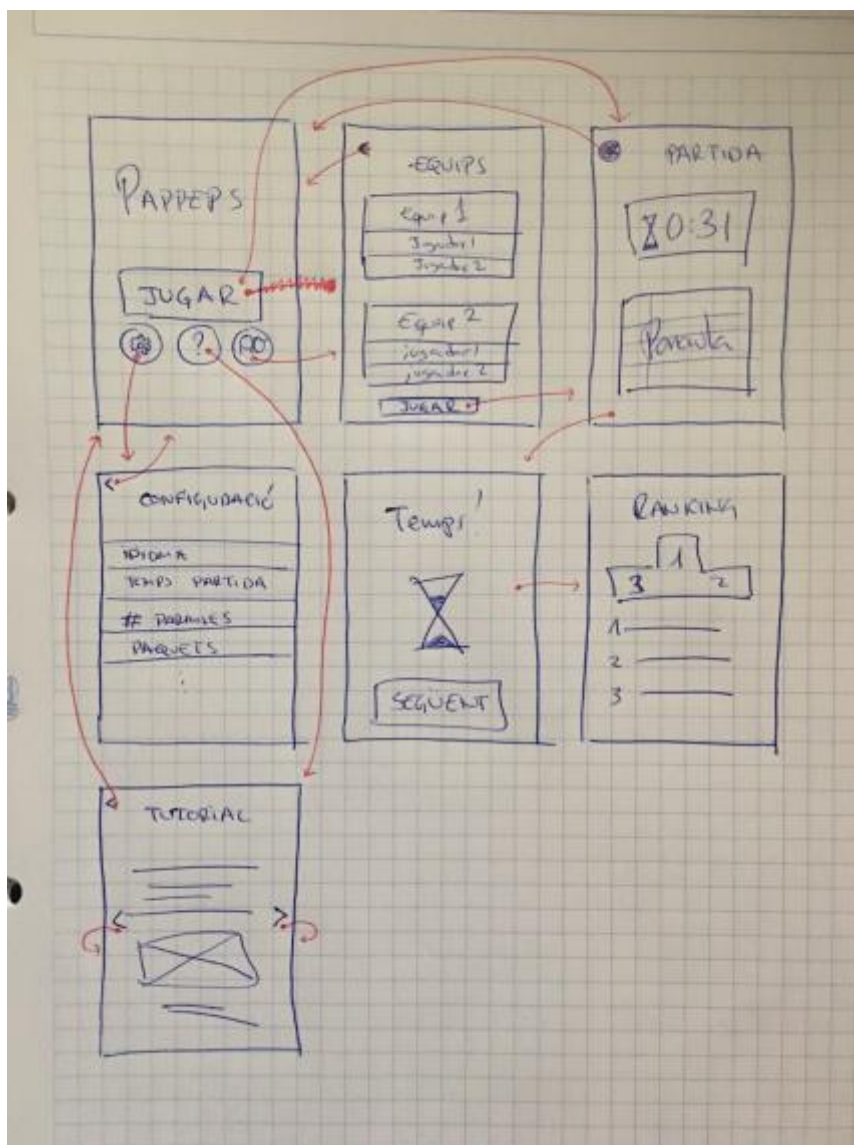 PAPPEPS
JUGAR
?
EQUIPS
Equip 1
Jugador 1
Jugador 2
Equip 2
jugador 1
jugador 2
JUGAR
PARTIDA
0:31
Paraula
CONFIGURACIÓ
IDIOMA
TEMPS PARTIDA
# PARAULES
PAQUETS
Temps!
SEGÜENT
RANKING
1
3 2
1
2
3
TUTORIAL